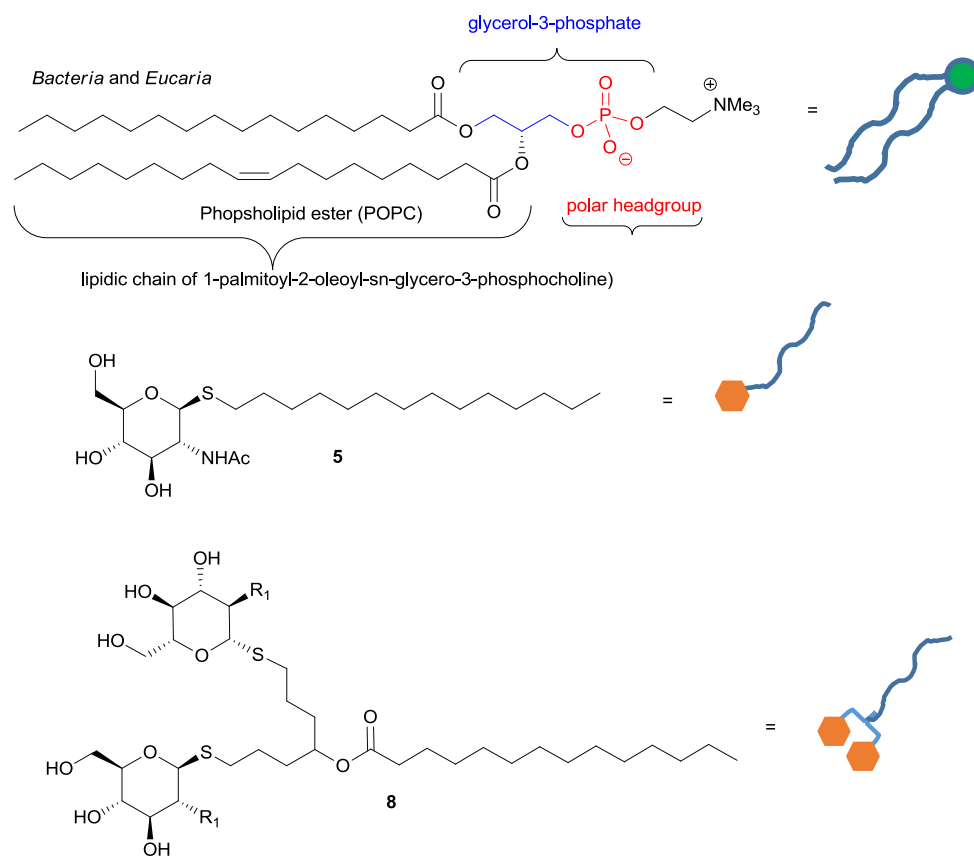 glycerol-3-phosphate
Bacteria and Eucaria
O
O
P
O
O
O
⊖
O
O
O
NMe3
⊕
=
Phopsholipid ester (POPC)
polar headgroup
lipidic chain of 1-palmitoyl-2-oleoyl-sn-glycero-3-phosphocholine)
OH
O
S
HO
NHAc
OH
5
=
OH
HO
R1
HO
O
S
O
O
S
O
HO
HO
R1
OH
8
=